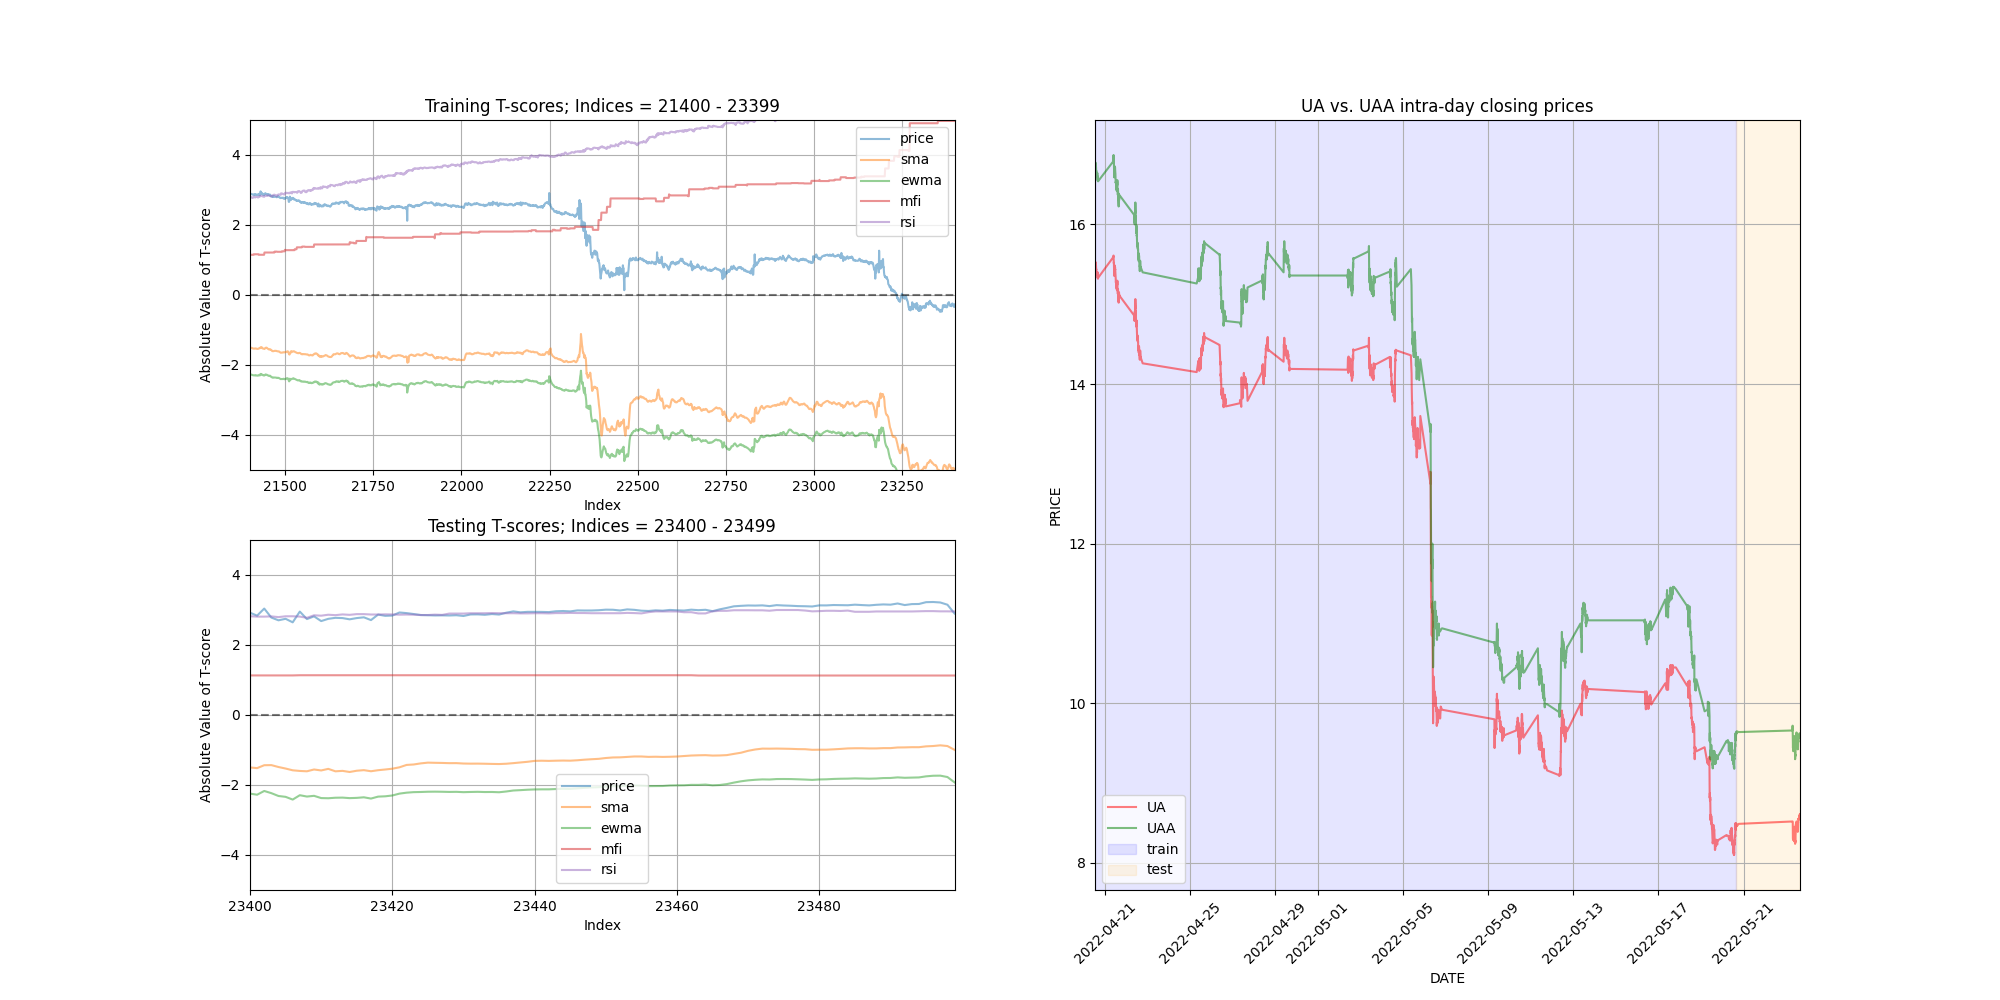 Training T-scores; Indices = 21400 - 23399
Absolute Value of T-score
4
2
0
−2
−4
price
sma
ewma
mfi
rsi
21500
21750
22000
22250
22500
22750
23000
23250
Index
Testing T-scores; Indices = 23400 - 23499
Absolute Value of T-score
4
2
0
−2
−4
price
sma
ewma
mfi
rsi
23400
23420
23440
23460
23480
Index
UA vs. UAA intra-day closing prices
PRICE
16
14
12
10
8
UA
UAA
train
test
2022-04-21
2022-04-25
2022-04-29
2022-05-01
2022-05-05
2022-05-09
2022-05-13
2022-05-17
2022-05-21
DATE